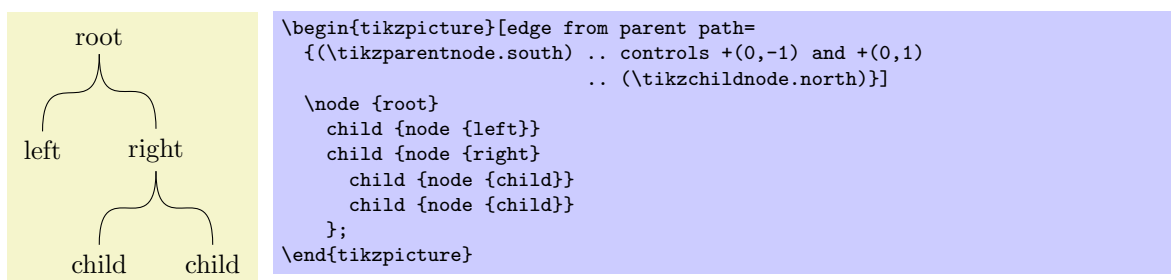 root
left right
child child
\begin{tikzpicture}[edge from parent path=
{(\tikzparentnode.south) .. controls +(0,-1) and +(0,1)
.. (\tikzchildnode.north)}]
\node {root}
child {node {left}}
child {node {right}
child {node {child}}
child {node {child}}
};
\end{tikzpicture}